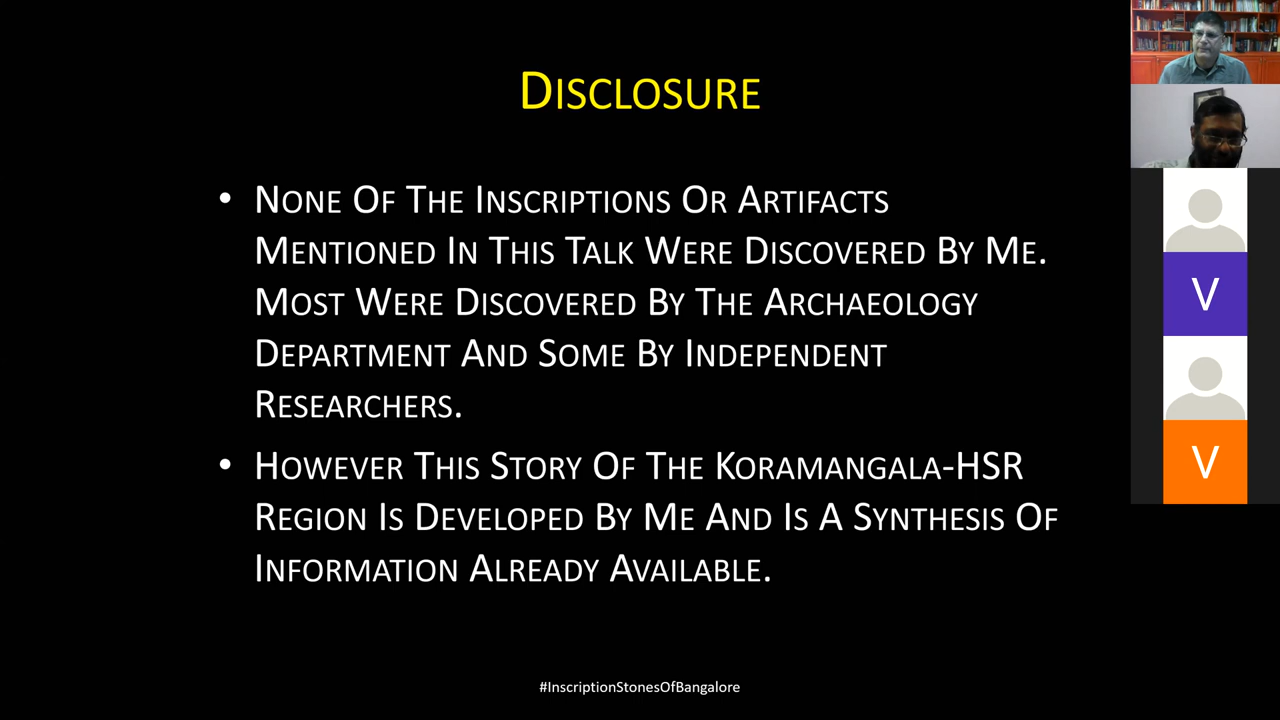 Disclosure
• None Of The Inscriptions Or Artifacts
Mentioned In This Talk Were Discovered By Me.
Most Were Discovered By The Archaeology
Department And Some By Independent
Researchers.
• However This Story Of The Koramangala-HSR
Region Is Developed By Me And Is A Synthesis Of
Information Already Available.
#InscriptionStonesOfBangalore
V
V